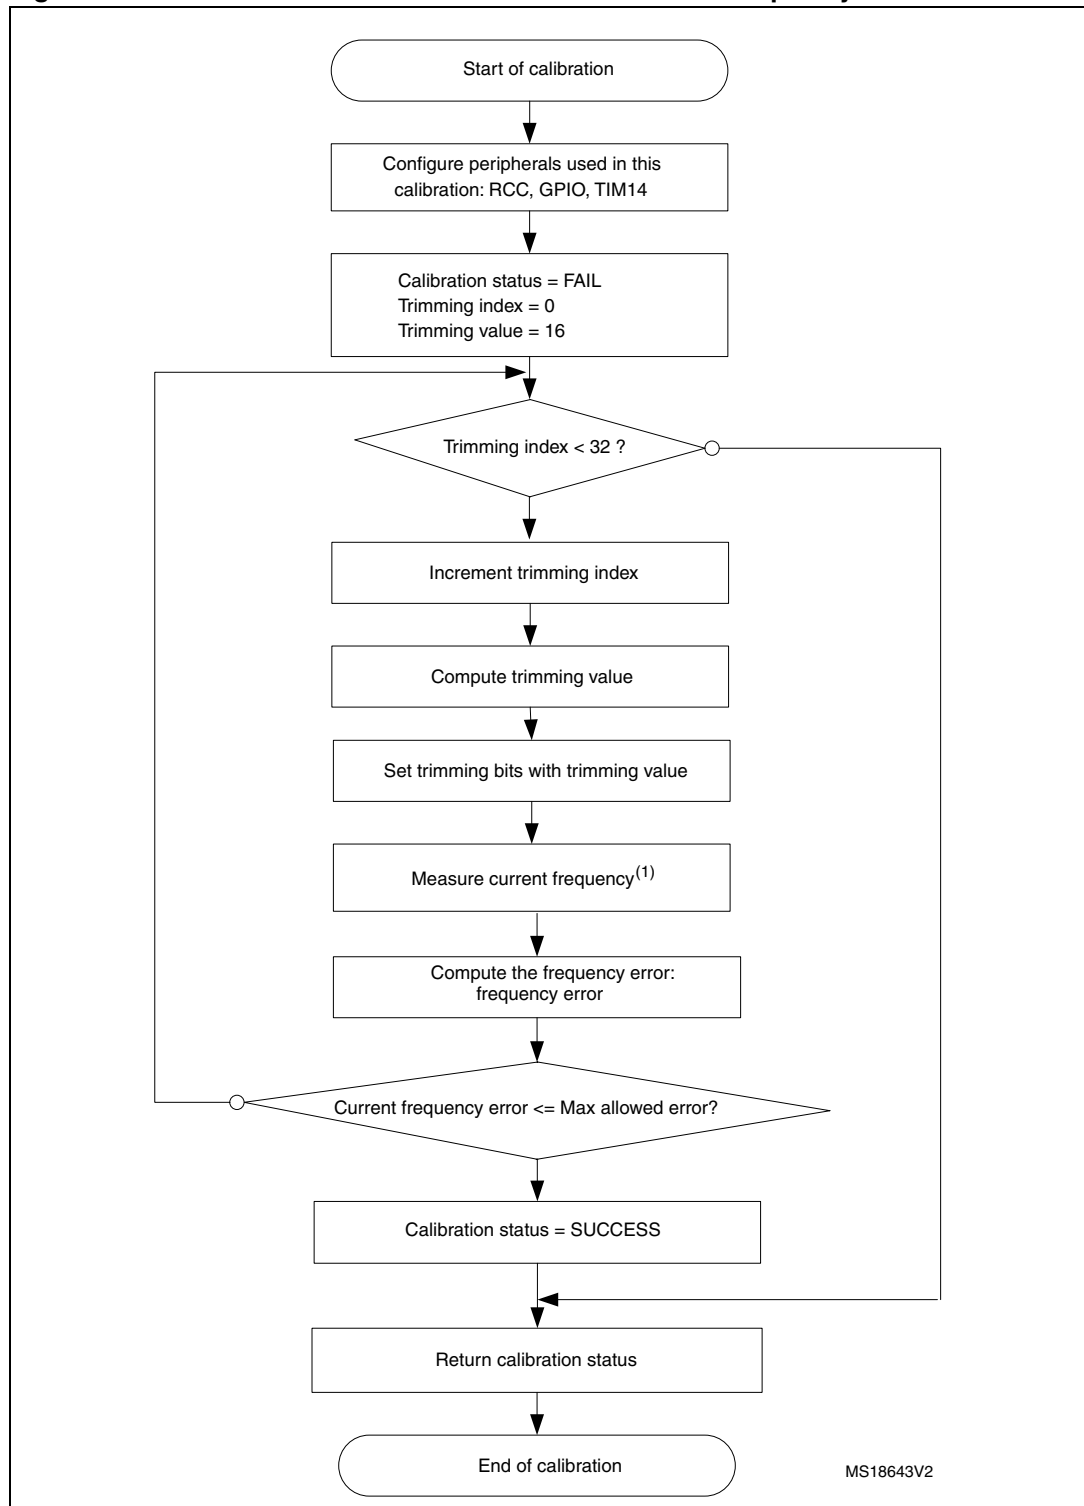 Start of calibration
Configure peripherals used in this
calibration: RCC, GPIO, TIM14
Calibration status = FAIL
Trimming index = 0
Trimming value = 16
Trimming index < 32 ?
Increment trimming index
Compute trimming value
Set trimming bits with trimming value
Measure current frequency(1)
Compute the frequency error:
frequency error
Current frequency error <= Max allowed error?
Calibration status = SUCCESS
Return calibration status
End of calibration
MS18643V2